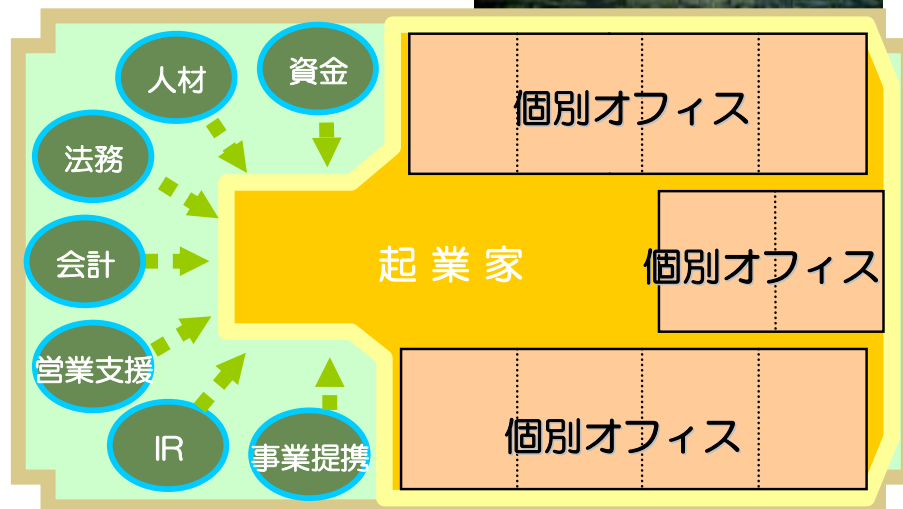 資金
人材
個別オフィス
法務
会計
起業家
個別オフィス
営業支援
IR
事業提携
個別オフィス